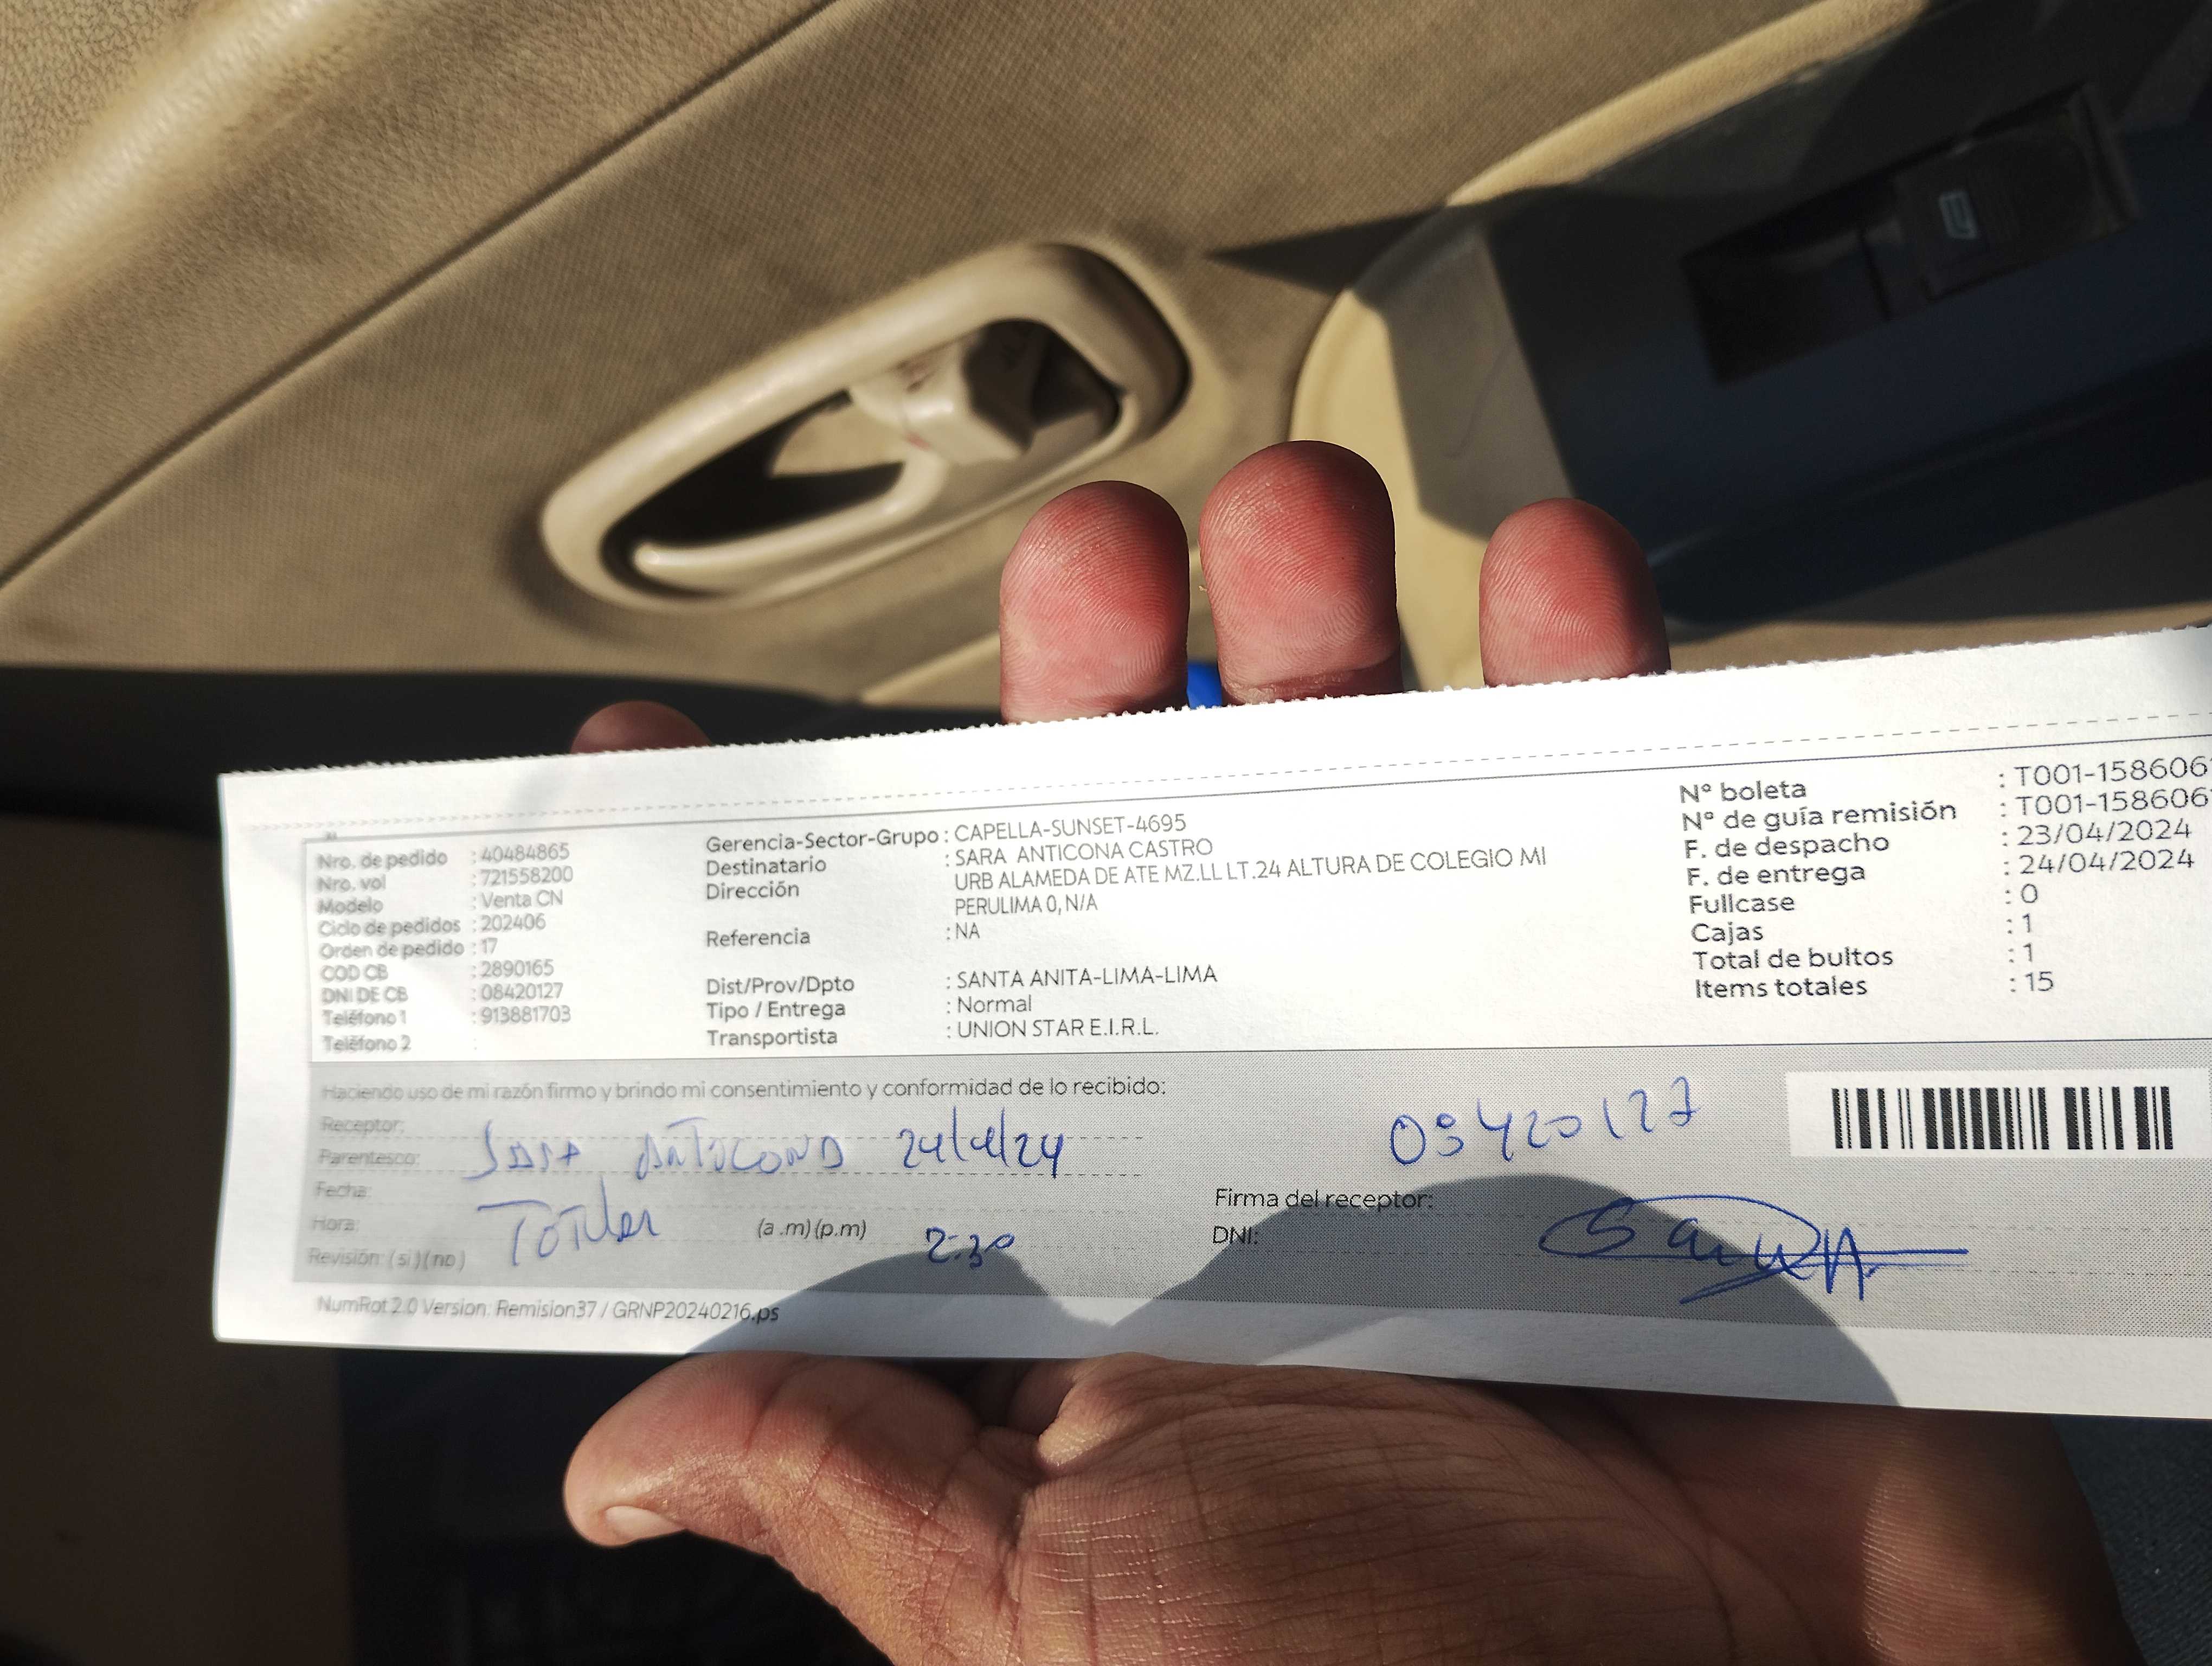 Nro. de pedido : 40484865
Nro. vol : 721558200
Modelo : Venta CN
Ciclo de pedidos : 202406
Orden de pedido : 17
COD CB : 2890165
DNI DE CB : 08420127
Teléfono 1 : 913881703
Teléfono 2 :
Gerencia-Sector-Grupo : CAPELLA-SUNSET-4695
Destinatario : SARA ANTICONA CASTRO
Dirección URB ALAMEDA DE ATE MZ.LL LT.24 ALTURA DE COLEGIO MI
PERULIMA 0, N/A
Referencia : NA
Dist/Prov/Dpto : SANTA ANITA-LIMA-LIMA
Tipo / Entrega : Normal
Transportista : UNION STAR E.I.R.L.
Nº boleta : T001-158606
Nº de guía remisión : T001-158606
F. de despacho : 23/04/2024
F. de entrega : 24/04/2024
Fullcase : 0
Cajas : 1
Total de bultos : 1
Items totales : 15
Haciendo uso de mi razón firmo y brindo mi consentimiento y conformidad de lo recibido:
Receptor:
Parentesco: SARA ANTICONA 24/4/24
Fecha:
Hora: Titular (a .m) (p.m) 2:30
Revisión: ( si ) ( no )
08420127
Firma del receptor:
DNI:
NumRot 2.0 Version: Remision37 / GRNP20240216.ps